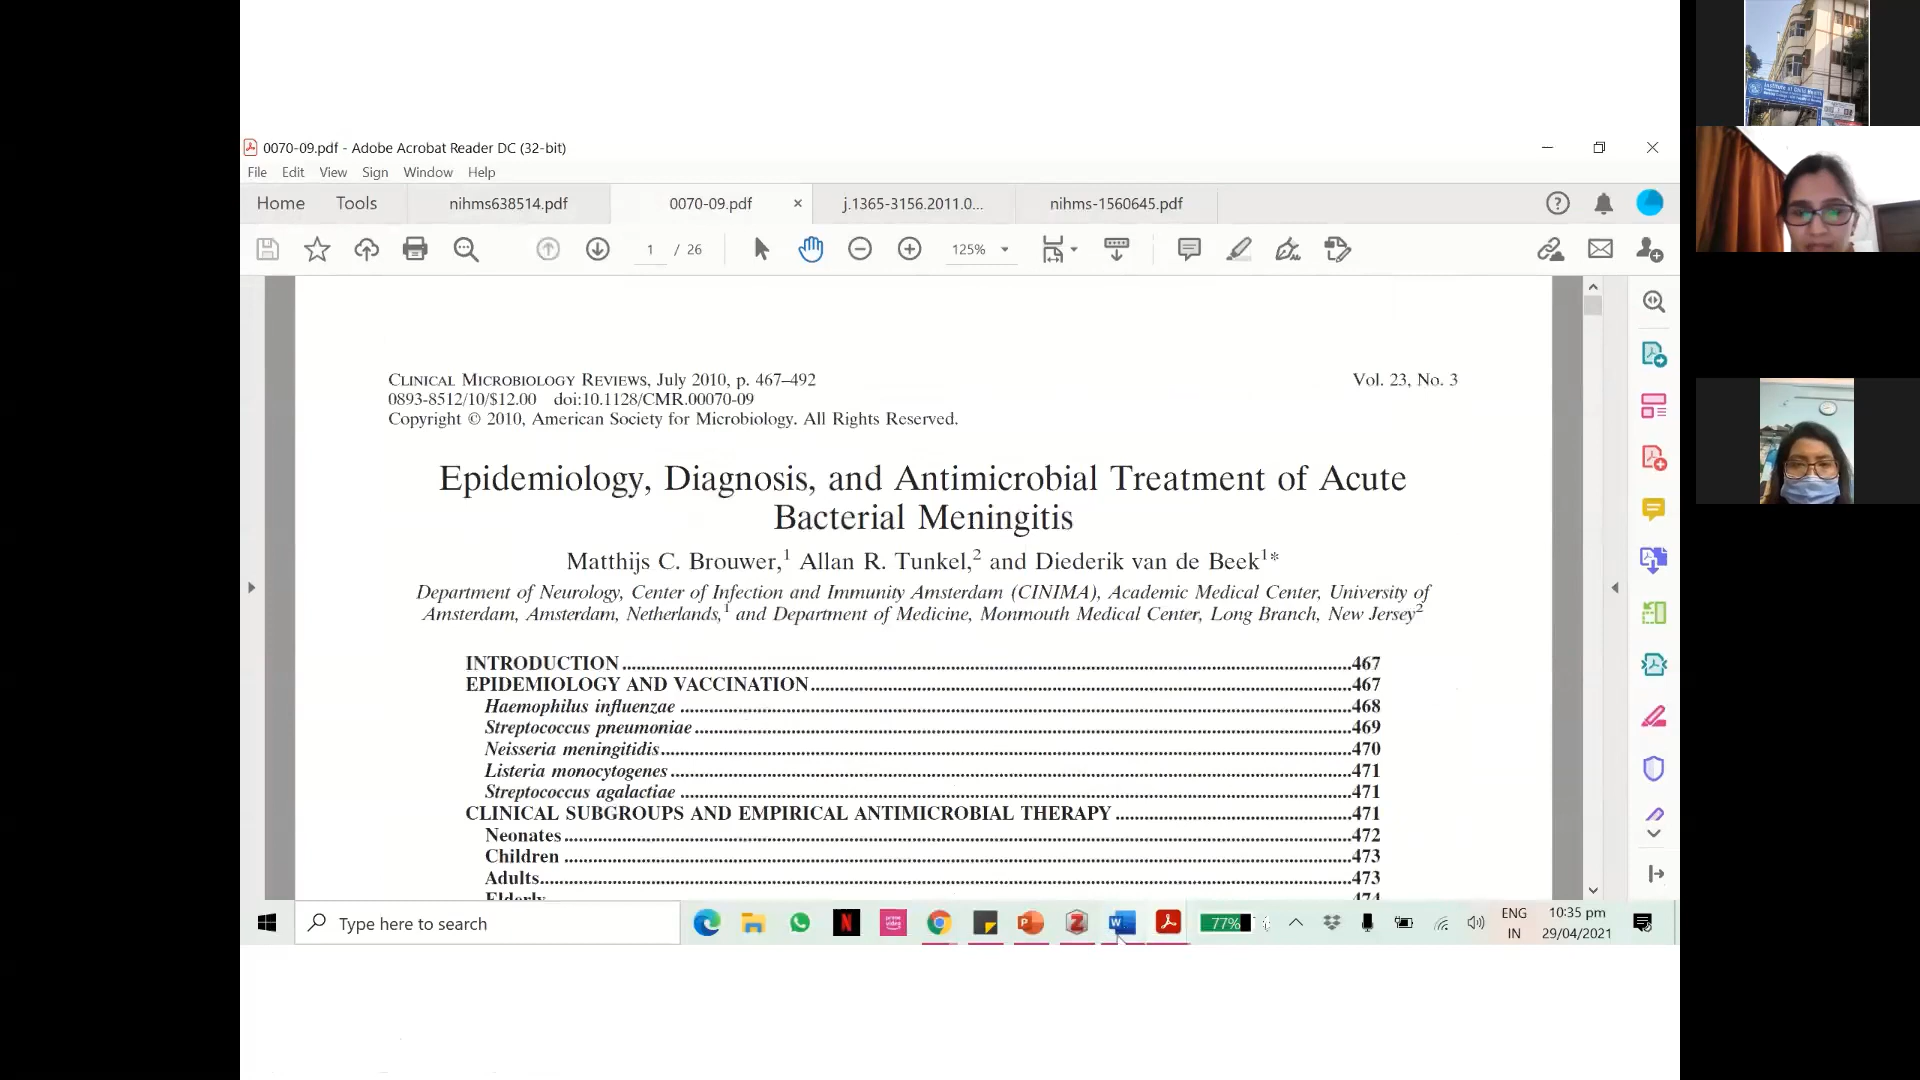 0070-09.pdf - Adobe Acrobat Reader DC (32-bit)
File Edit View Sign Window Help
Home Tools nihms638514.pdf 0070-09.pdf × j.1365-3156.2011.0... nihms-1560645.pdf
1 / 26 125%
CLINICAL MICROBIOLOGY REVIEWS, July 2010, p. 467–492 Vol. 23, No. 3
0893-8512/10/$12.00 doi:10.1128/CMR.00070-09
Copyright © 2010, American Society for Microbiology. All Rights Reserved.
Epidemiology, Diagnosis, and Antimicrobial Treatment of Acute
Bacterial Meningitis
Matthijs C. Brouwer,1 Allan R. Tunkel,2 and Diederik van de Beek1*
Department of Neurology, Center of Infection and Immunity Amsterdam (CINIMA), Academic Medical Center, University of
Amsterdam, Amsterdam, Netherlands,1 and Department of Medicine, Monmouth Medical Center, Long Branch, New Jersey2
INTRODUCTION 467
EPIDEMIOLOGY AND VACCINATION 467
Haemophilus influenzae 468
Streptococcus pneumoniae 469
Neisseria meningitidis 470
Listeria monocytogenes 471
Streptococcus agalactiae 471
CLINICAL SUBGROUPS AND EMPIRICAL ANTIMICROBIAL THERAPY 471
Neonates 472
Children 473
Adults 473
Elderly 474
Type here to search
77%
ENG
IN
10:35 pm
29/04/2021